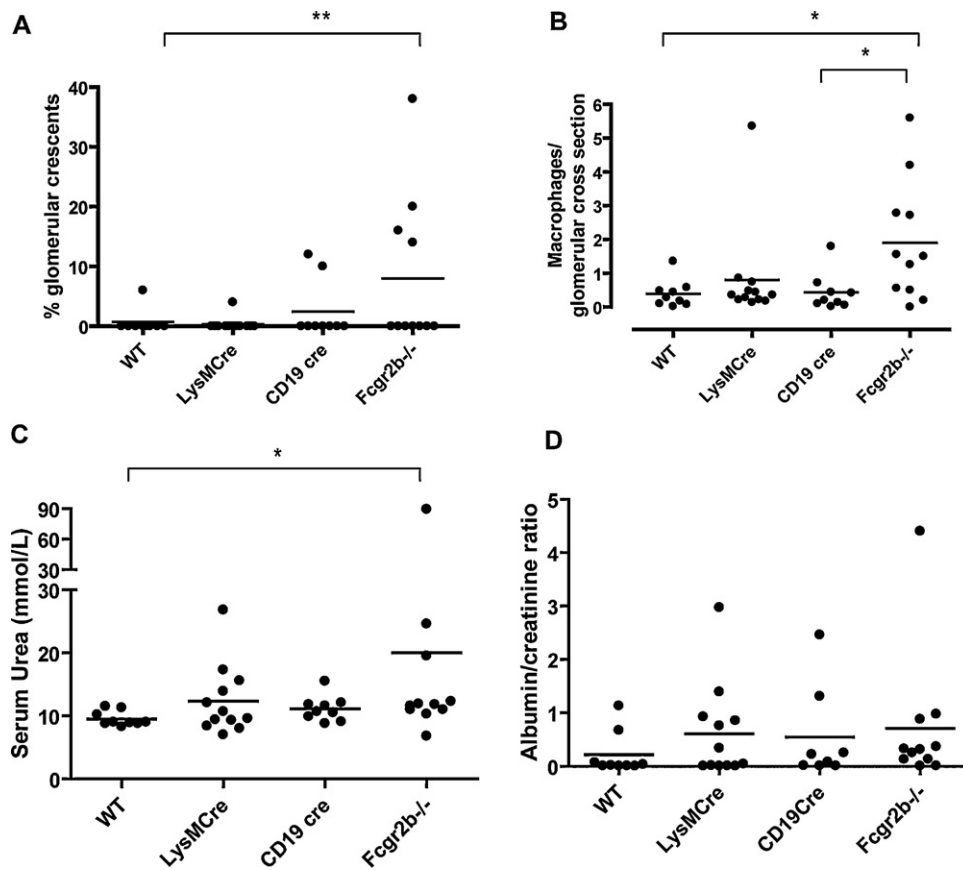 A
**
% glomerular crescents
40
30
20
10
0
WT
LysMCre
CD19 cre
Fcgr2b-/-
B
*
*
Macrophages/
glomerular cross section
6
5
4
3
2
1
0
WT
LysMCre
CD19 cre
Fcgr2b-/-
C
*
Serum Urea (mmol/L)
90
60
30
30
20
10
0
WT
LysMCre
CD19 cre
Fcgr2b-/-
D
Albumin/creatinine ratio
5
4
3
2
1
0
WT
LysMCre
CD19Cre
Fcgr2b-/-